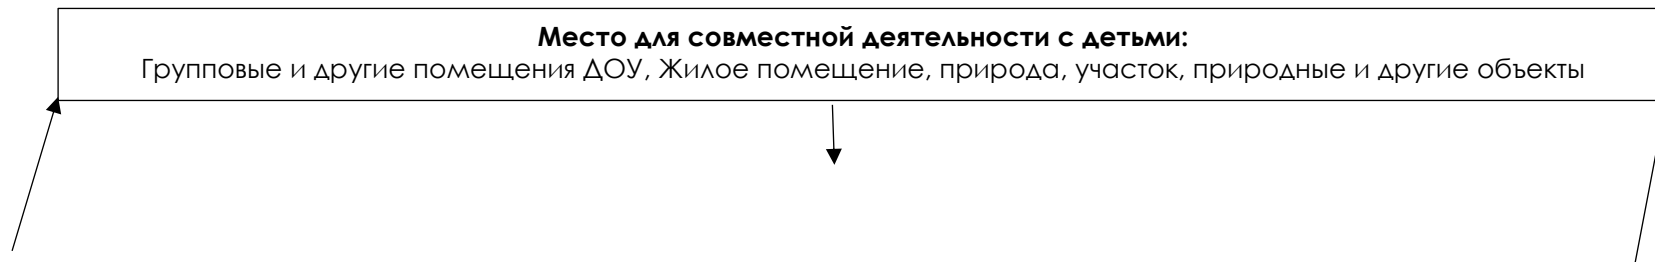 Место для совместной деятельности с детьми:
Групповые и другие помещения ДОУ, Жилое помещение, природа, участок, природные и другие объекты